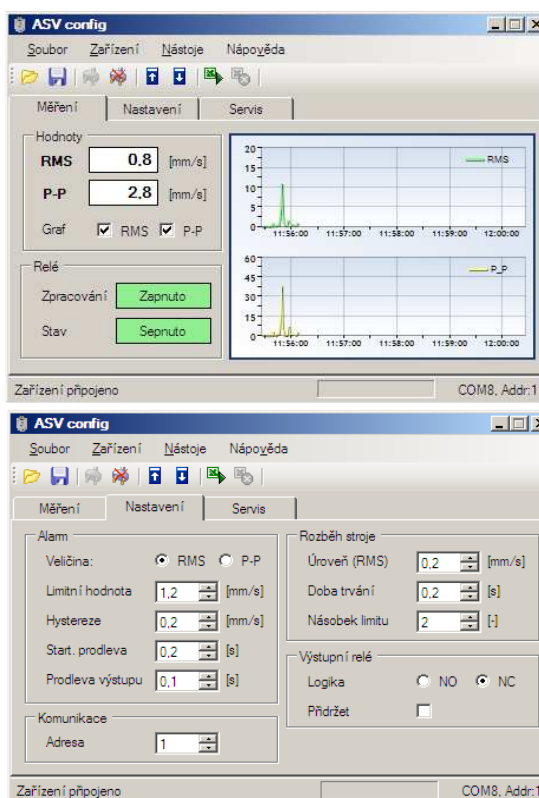 ASV config
Soubor Zařízení Nástoje Nápověda
Měření Nastavení Servis
Hodnoty
RMS 0,8 [mm/s]
P-P 2,8 [mm/s]
Graf RMS P-P
Relé
Zpracování Zapnuto
Stav Sepnuto
20
15
10
5
0
RMS
11:56:00 11:57:00 11:58:00 11:59:00 12:00:00
60
45
30
15
0
P_P
11:56:00 11:57:00 11:58:00 11:59:00 12:00:00
Zařízení připojeno COM8, Addr:1
ASV config
Soubor Zařízení Nástoje Nápověda
Měření Nastavení Servis
Alarm
Veličina: RMS P-P
Limitní hodnota 1,2 [mm/s]
Hystereze 0,2 [mm/s]
Start. prodleva 0,2 [s]
Prodleva výstupu 0,1 [s]
Komunikace
Adresa 1
Rozběh stroje
Úroveň (RMS) 0,2 [mm/s]
Doba trvání 0,2 [s]
Násobek limitu 2 [-]
Výstupní relé
Logika NO NC
Přidržet
Zařízení připojeno COM8, Addr:1